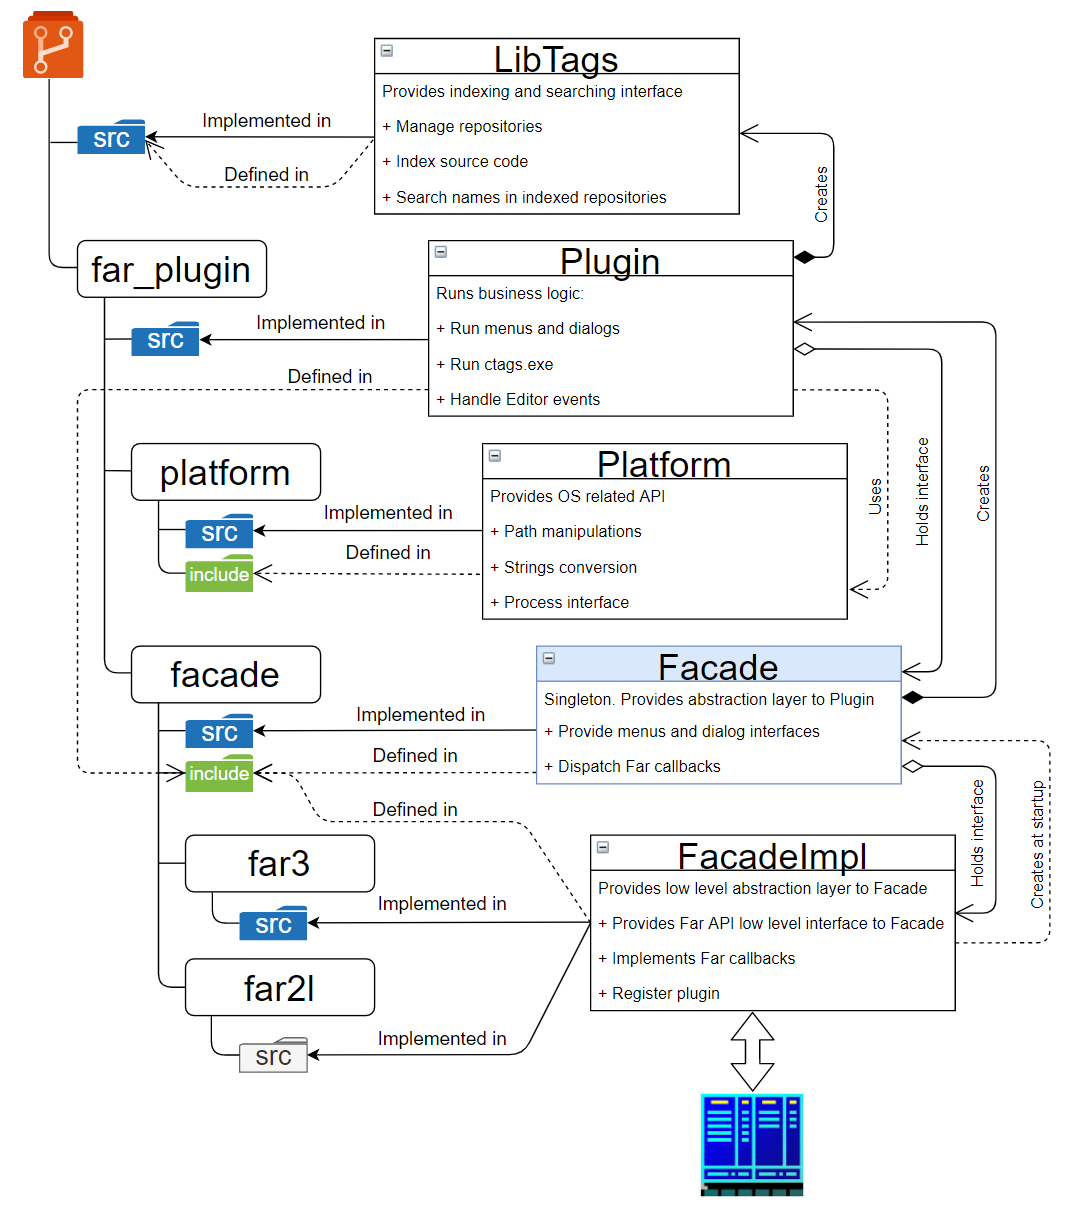 LibTags
Provides indexing and searching interface
+ Manage repositories
+ Index source code
+ Search names in indexed repositories
Implemented in
src
Defined in
Creates
far_plugin
Plugin
Runs business logic:
+ Run menus and dialogs
+ Run ctags.exe
+ Handle Editor events
Implemented in
src
Defined in
Uses
Holds interface
Creates
platform
Platform
Provides OS related API
+ Path manipulations
+ Strings conversion
+ Process interface
Implemented in
src
Defined in
include
facade
Facade
Singleton. Provides abstraction layer to Plugin
+ Provide menus and dialog interfaces
+ Dispatch Far callbacks
Implemented in
src
Defined in
include
Defined in
Holds interface
Creates at startup
far3
FacadeImpl
Provides low level abstraction layer to Facade
+ Provides Far API low level interface to Facade
+ Implements Far callbacks
+ Register plugin
Implemented in
src
far2l
Implemented in
src